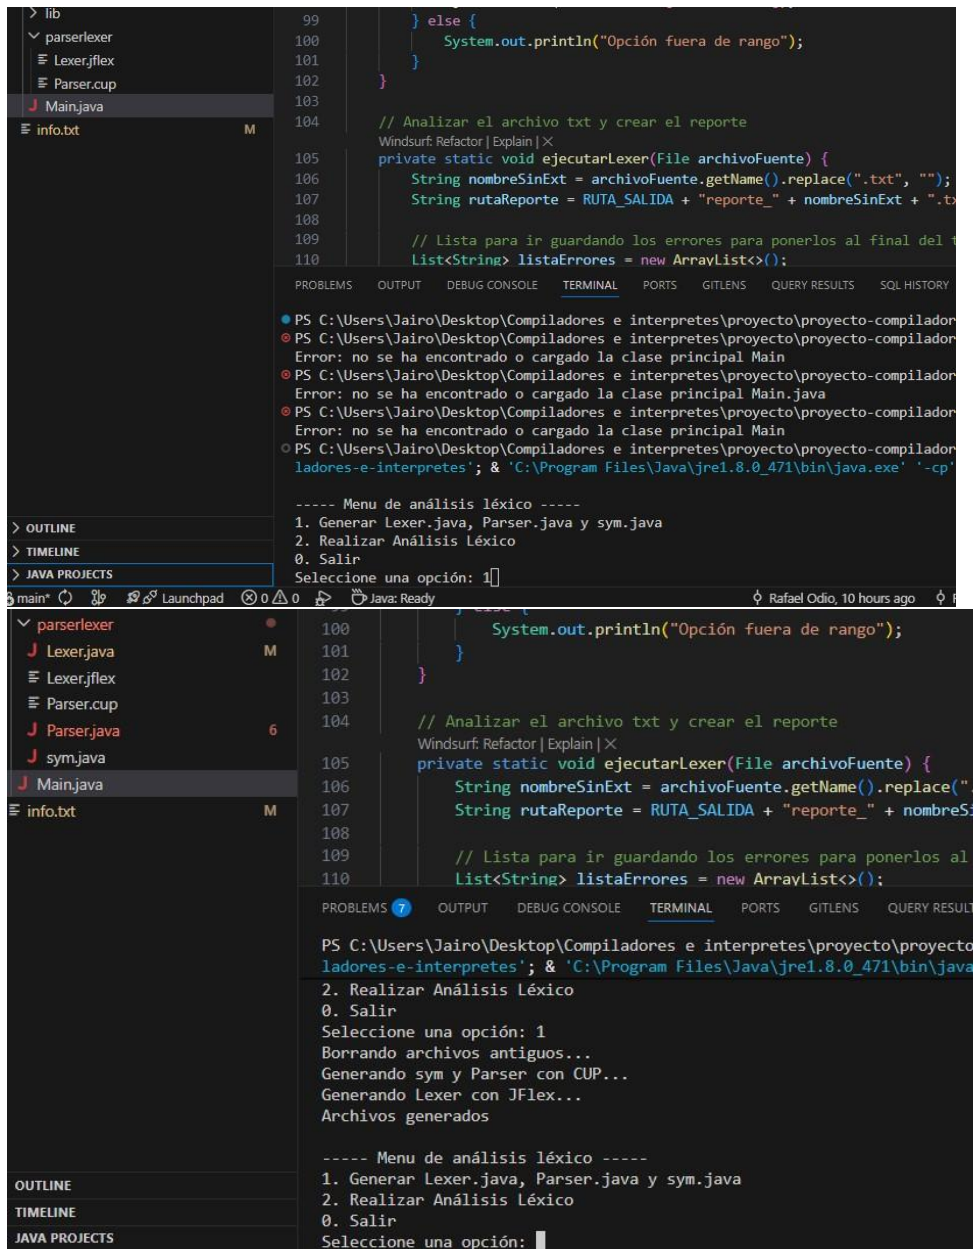 lib
parserlexer
Lexer.jflex
Parser.cup
Main.java
info.txt M
OUTLINE
TIMELINE
JAVA PROJECTS
99 } else {
100 System.out.println("Opción fuera de rango");
101 }
102 }
103
104 // Analizar el archivo txt y crear el reporte
Windsurf: Refactor | Explain | ×
105 private static void ejecutarLexer(File archivoFuente) {
106 String nombreSinExt = archivoFuente.getName().replace(".txt", "");
107 String rutaReporte = RUTA_SALIDA + "reporte_" + nombreSinExt + ".tx
108
109 // Lista para ir guardando los errores para ponerlos al final del t
110 List<String> listaErrores = new ArrayList<>();
PROBLEMS OUTPUT DEBUG CONSOLE TERMINAL PORTS GITLENS QUERY RESULTS SQL HISTORY
PS C:\Users\Jairo\Desktop\Compiladores e interpretes\proyecto\proyecto-compilador
PS C:\Users\Jairo\Desktop\Compiladores e interpretes\proyecto\proyecto-compilador
Error: no se ha encontrado o cargado la clase principal Main
PS C:\Users\Jairo\Desktop\Compiladores e interpretes\proyecto\proyecto-compilador
Error: no se ha encontrado o cargado la clase principal Main.java
PS C:\Users\Jairo\Desktop\Compiladores e interpretes\proyecto\proyecto-compilador
Error: no se ha encontrado o cargado la clase principal Main
PS C:\Users\Jairo\Desktop\Compiladores e interpretes\proyecto\proyecto-compilador
ladores-e-interpretes'; & 'C:\Program Files\Java\jre1.8.0_471\bin\java.exe' '-cp'
----- Menu de análisis léxico -----
1. Generar Lexer.java, Parser.java y sym.java
2. Realizar Análisis Léxico
0. Salir
Seleccione una opción: 1
main* Launchpad 0 0 Java: Ready Rafael Odio, 10 hours ago
parserlexer
Lexer.java M
Lexer.jflex
Parser.cup
Parser.java 6
sym.java
Main.java
info.txt M
OUTLINE
TIMELINE
JAVA PROJECTS
100 System.out.println("Opción fuera de rango");
101 }
102 }
103
104 // Analizar el archivo txt y crear el reporte
Windsurf: Refactor | Explain | ×
105 private static void ejecutarLexer(File archivoFuente) {
106 String nombreSinExt = archivoFuente.getName().replace(".
107 String rutaReporte = RUTA_SALIDA + "reporte_" + nombreSi
108
109 // Lista para ir guardando los errores para ponerlos al
110 List<String> listaErrores = new ArrayList<>();
PROBLEMS 7 OUTPUT DEBUG CONSOLE TERMINAL PORTS GITLENS QUERY RESULT
PS C:\Users\Jairo\Desktop\Compiladores e interpretes\proyecto\proyecto
ladores-e-interpretes'; & 'C:\Program Files\Java\jre1.8.0_471\bin\java
2. Realizar Análisis Léxico
0. Salir
Seleccione una opción: 1
Borrando archivos antiguos...
Generando sym y Parser con CUP...
Generando Lexer con JFlex...
Archivos generados
----- Menu de análisis léxico -----
1. Generar Lexer.java, Parser.java y sym.java
2. Realizar Análisis Léxico
0. Salir
Seleccione una opción: